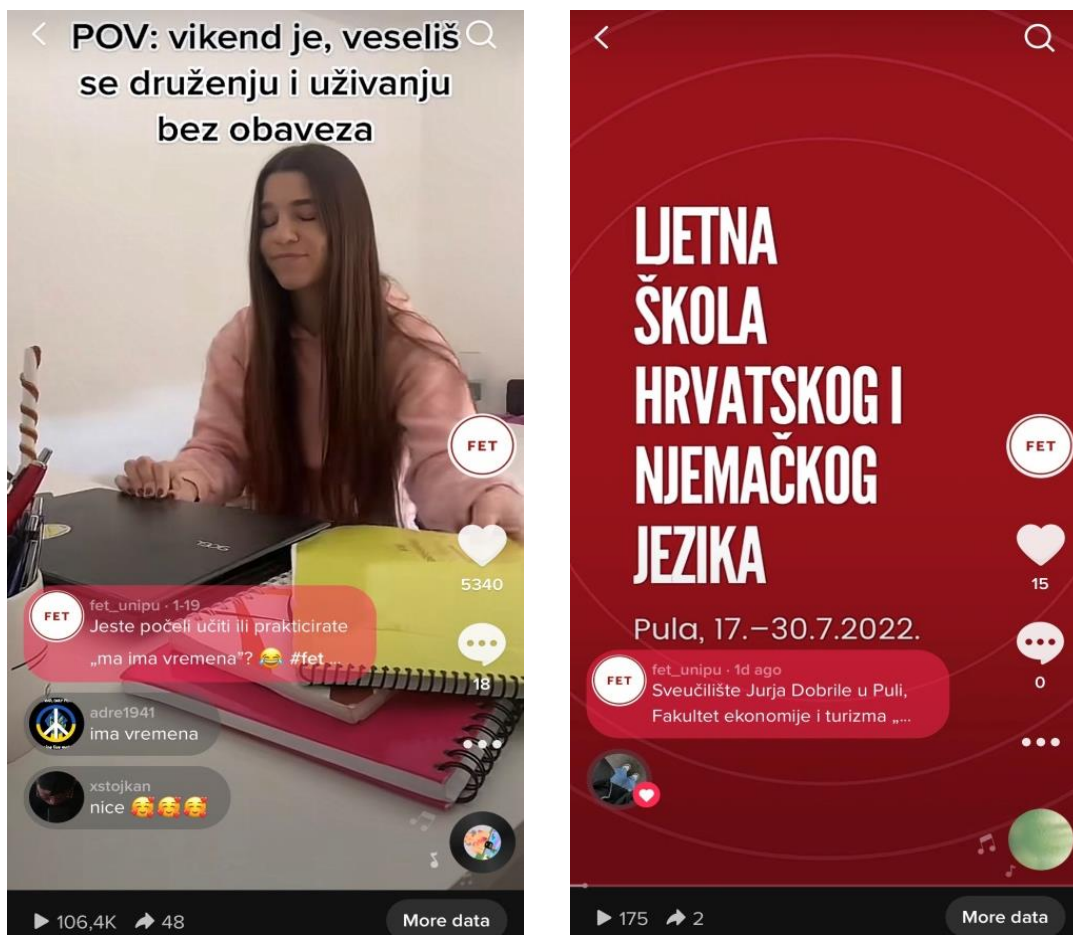 POV: vikend je, veseliš
se druženju i uživanju
bez obaveza
FET
5340
FET
fet_unipu · 1-19
Jeste počeli učiti ili prakticirate
„ma ima vremena"? 😂 #fet ...
18
adre1941
ima vremena
xstojkan
nice 🥰🥰🥰
106,4K
48
More data
LJETNA
ŠKOLA
HRVATSKOG I
NJEMAČKOG
JEZIKA
Pula, 17.–30.7.2022.
FET
15
FET
fet_unipu · 1d ago
Sveučilište Jurja Dobrile u Puli,
Fakultet ekonomije i turizma „...
0
175
2
More data